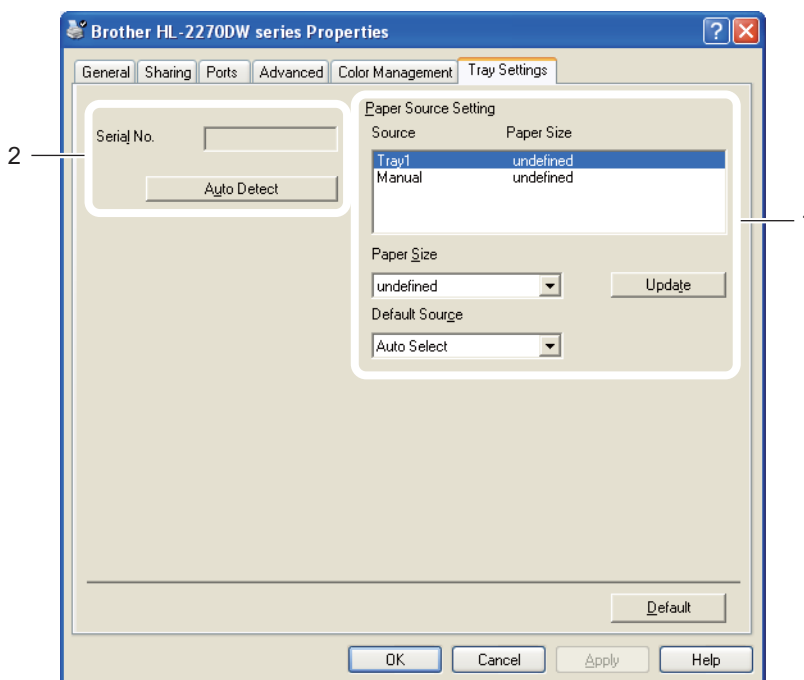 Brother HL-2270DW series Properties
General Sharing Ports Advanced Color Management Tray Settings
2
Serial No.
Auto Detect
Paper Source Setting
Source Paper Size
Tray1 undefined
Manual undefined
Paper Size
undefined Update
Default Source
Auto Select
Default
OK Cancel Apply Help